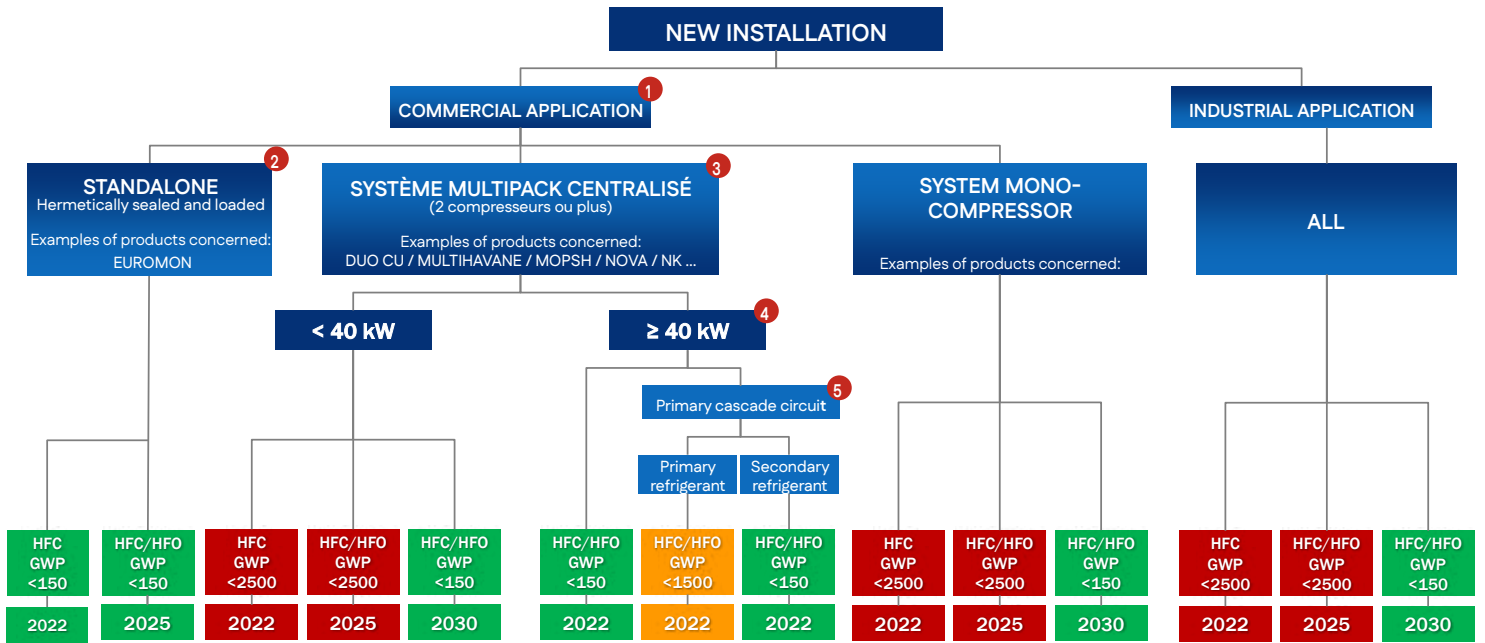 NEW INSTALLATION
1
COMMERCIAL APPLICATION
INDUSTRIAL APPLICATION
2
STANDALONE
Hermetically sealed and loaded
Examples of products concerned:
EUROMON
3
SYSTÈME MULTIPACK CENTRALISÉ
(2 compresseurs ou plus)
Examples of products concerned:
DUO CU / MULTIHAVANE / MOPSH / NOVA / NK ...
SYSTEM MONO-
COMPRESSOR
Examples of products concerned:
ALL
< 40 kW
4
≥ 40 kW
5
Primary cascade circuit
Primary
refrigerant
Secondary
refrigerant
HFC
GWP
<150
2022
HFC/HFO
GWP
<150
2025
HFC
GWP
<2500
2022
HFC/HFO
GWP
<2500
2025
HFC/HFO
GWP
<150
2030
HFC/HFO
GWP
<150
2022
HFC/HFO
GWP
<1500
2022
HFC/HFO
GWP
<150
2022
HFC
GWP
<2500
2022
HFC/HFO
GWP
<2500
2025
HFC/HFO
GWP
<150
2030
HFC
GWP
<2500
2022
HFC/HFO
GWP
<2500
2025
HFC/HFO
GWP
<150
2030